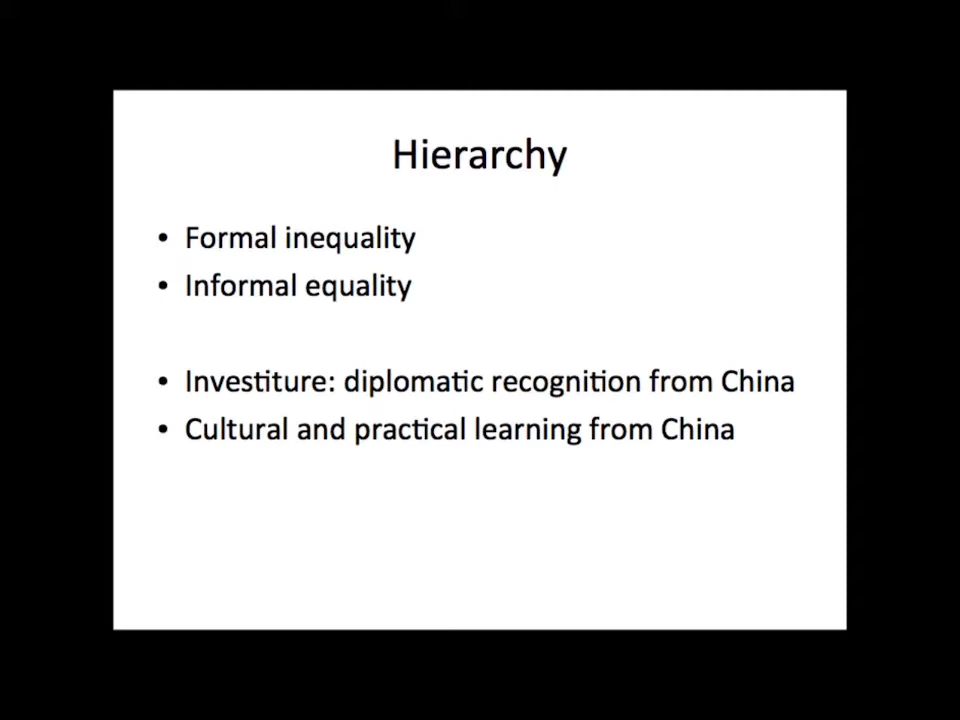 Hierarchy
• Formal inequality
• Informal equality
• Investiture: diplomatic recognition from China
• Cultural and practical learning from China